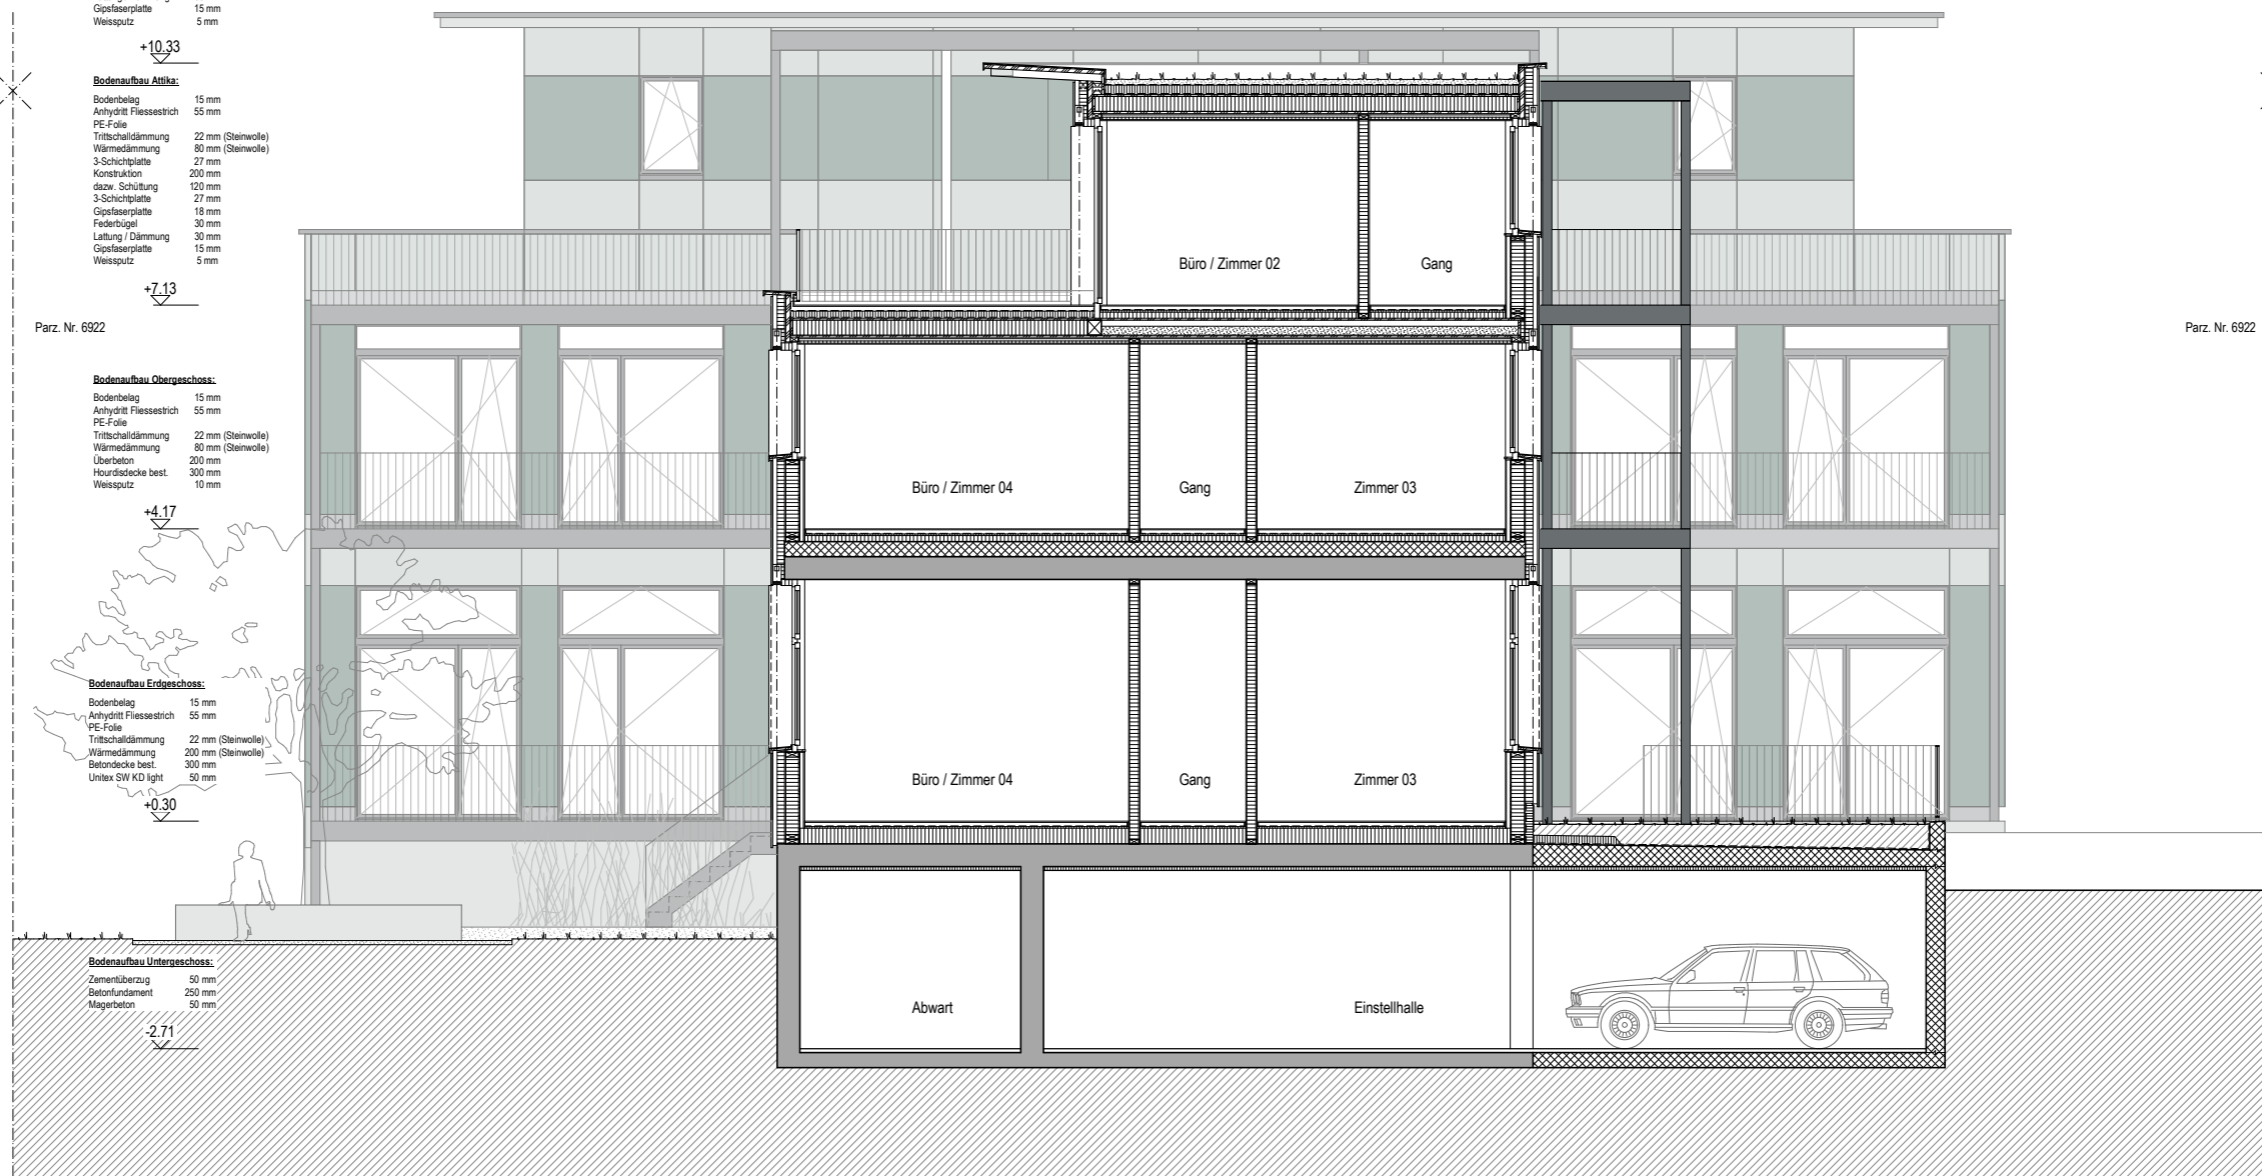 Gipsfaserplatte 15 mm
Weissputz 5 mm
+10.33
Bodenaufbau Attika:
Bodenbelag 15 mm
Anhydritt Fliessestrich 55 mm
PE-Folie
Trittschalldämmung 22 mm (Steinwolle)
Wärmedämmung 80 mm (Steinwolle)
3-Schichtplatte 27 mm
Konstruktion 200 mm
dazw. Schüttung 120 mm
3-Schichtplatte 27 mm
Gipsfaserplatte 18 mm
Federbügel 30 mm
Lattung / Dämmung 30 mm
Gipsfaserplatte 15 mm
Weissputz 5 mm
Büro / Zimmer 02 Gang
+7.13
Parz. Nr. 6922 Parz. Nr. 6922
Bodenaufbau Obergeschoss:
Bodenbelag 15 mm
Anhydritt Fliessestrich 55 mm
PE-Folie
Trittschalldämmung 22 mm (Steinwolle)
Wärmedämmung 80 mm (Steinwolle)
Überbeton 200 mm
Hourdisdecke best. 300 mm
Weissputz 10 mm
Büro / Zimmer 04 Gang Zimmer 03
+4.17
Bodenaufbau Erdgeschoss:
Bodenbelag 15 mm
Anhydritt Fliessestrich 55 mm
PE-Folie
Trittschalldämmung 22 mm (Steinwolle)
Wärmedämmung 200 mm (Steinwolle)
Betondecke best. 300 mm
Unitex SW KD light 50 mm
Büro / Zimmer 04 Gang Zimmer 03
+0.30
Bodenaufbau Untergeschoss:
Zementüberzug 50 mm
Betonfundament 250 mm
Magerbeton 50 mm
Abwart Einstellhalle
-2.71